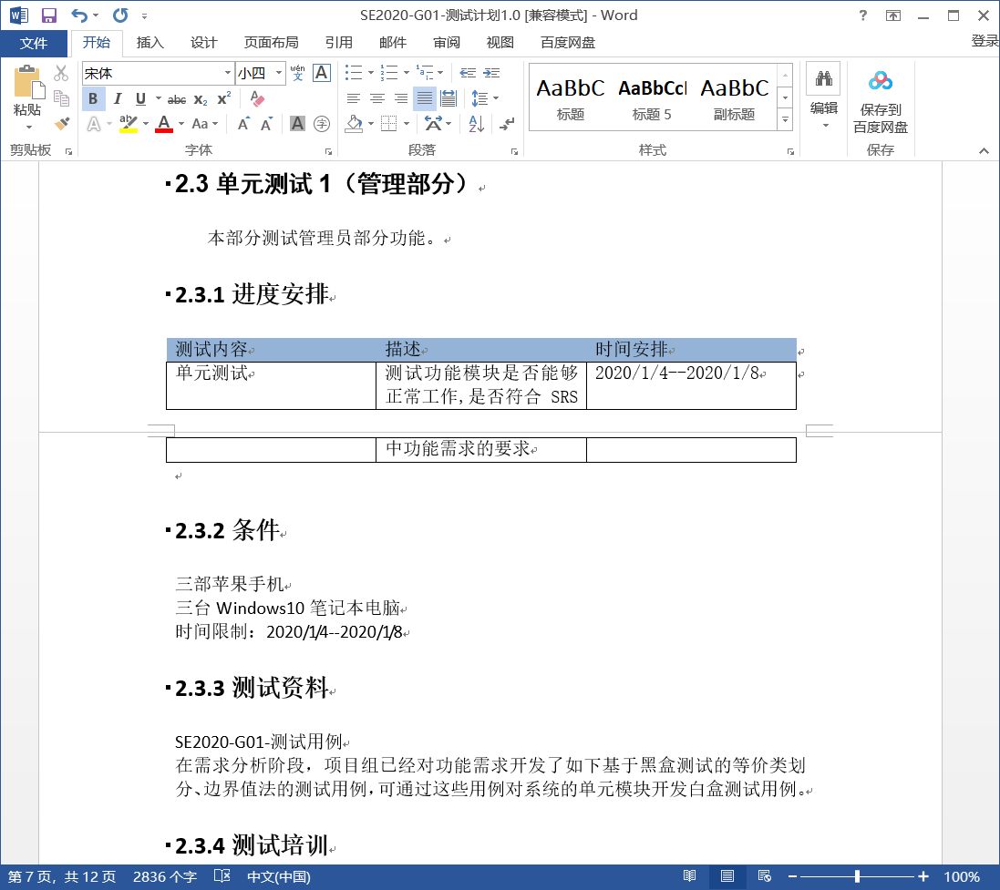 SE2020-G01-测试计划1.0 [兼容模式] - Word
文件 开始 插入 设计 页面布局 引用 邮件 审阅 视图 百度网盘 登录
宋体 小四 wén 文 A
B I U abc x₂ x²
A ab A Aa A A A 字
粘贴
AaBbC AaBbCcI AaBbC
标题 标题 5 副标题
编辑
保存到
百度网盘
剪贴板 字体 段落 样式 保存
2.3 单元测试 1（管理部分）
本部分测试管理员部分功能。
2.3.1 进度安排
测试内容 描述 时间安排
单元测试 测试功能模块是否能够 2020/1/4--2020/1/8
正常工作,是否符合 SRS
中功能需求的要求
2.3.2 条件
三部苹果手机
三台 Windows10 笔记本电脑
时间限制：2020/1/4--2020/1/8
2.3.3 测试资料
SE2020-G01-测试用例
在需求分析阶段，项目组已经对功能需求开发了如下基于黑盒测试的等价类划
分、边界值法的测试用例，可通过这些用例对系统的单元模块开发白盒测试用例。
2.3.4 测试培训
第 7 页，共 12 页 2836 个字 中文(中国) 100%